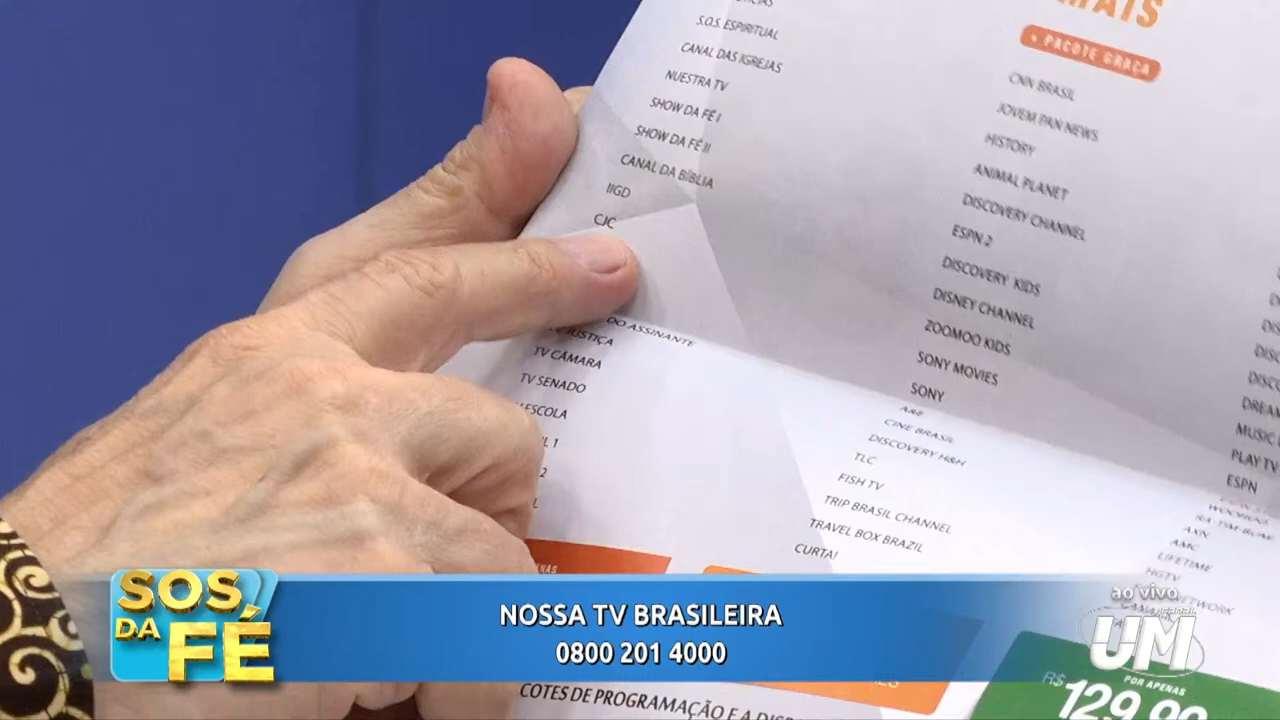 S.O.S. ESPIRITUAL
CANAL DAS IGREJAS
NUESTRA TV
SHOW DA FÉ I
SHOW DA FÉ II
CANAL DA BÍBLIA
IIGD
CJC
DO ASSINANTE
TV CÂMARA
TV SENADO
MAIS
+ PACOTE GRAÇA
CNN BRASIL
JOVEM PAN NEWS
HISTORY
ANIMAL PLANET
DISCOVERY CHANNEL
ESPN 2
DISCOVERY KIDS
DISNEY CHANNEL
ZOOMOO KIDS
SONY MOVIES
SONY
A&E
CINE BRASIL
DISCOVERY H&H
TLC
FISH TV
TRIP BRASIL CHANNEL
TRAVEL BOX BRAZIL
CURTA!
PLAY TV
ESPN
AXN
AMC
LIFETIME
HGTV
SOS
DA FÉ
NOSSA TV BRASILEIRA
0800 201 4000
ao vivo
UM
POR APENAS
R$ 129,90
COTES DE PROGRAMAÇÃO E A